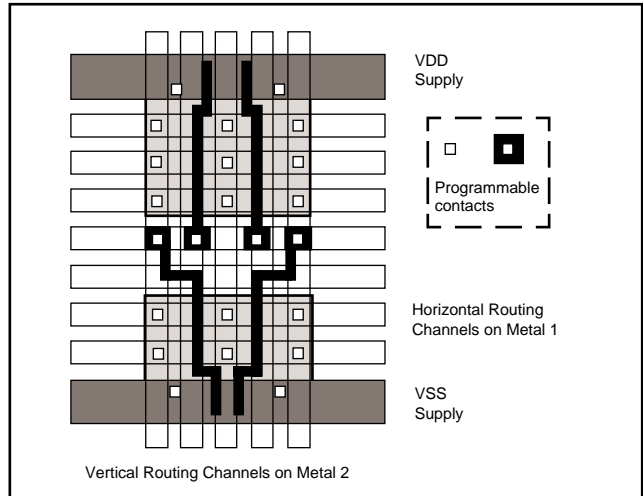 VDD
Supply
Programmable
contacts
Horizontal Routing
Channels on Metal 1
VSS
Supply
Vertical Routing Channels on Metal 2